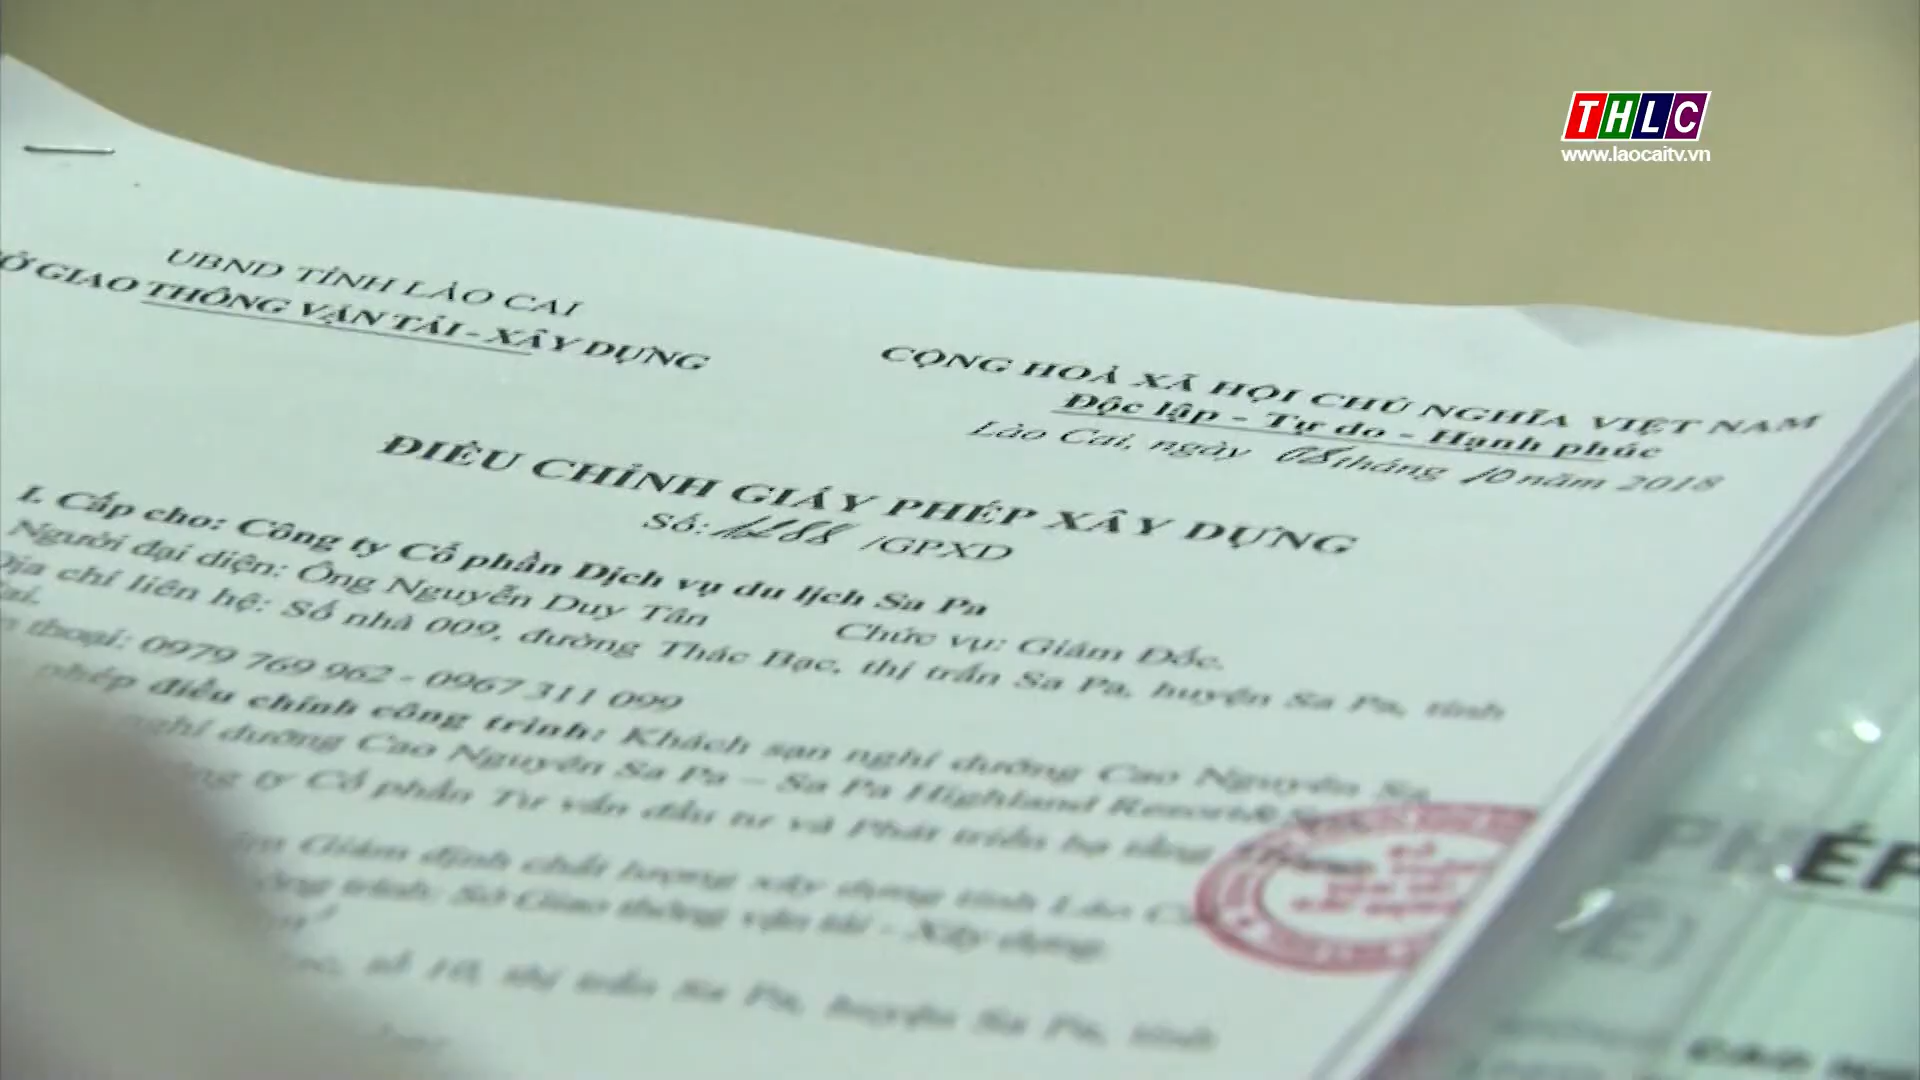 THLC
www.laocaitv.vn
UBND TỈNH LÀO CAI
SỞ GIAO THÔNG VẬN TẢI - XÂY DỰNG
CỘNG HOÀ XÃ HỘI CHỦ NGHĨA VIỆT NAM
Độc lập - Tự do - Hạnh phúc
Lào Cai, ngày 08 tháng 10 năm 2018
ĐIỀU CHỈNH GIẤY PHÉP XÂY DỰNG
Số: /GPXD
1. Cấp cho: Công ty Cổ phần Dịch vụ du lịch Sa Pa
Người đại diện: Ông Nguyễn Duy Tân Chức vụ: Giám Đốc.
Địa chỉ liên hệ: Số nhà 009, đường Thác Bạc, thị trấn Sa Pa, huyện Sa Pa, tỉnh
thoại: 0979 769 962 - 0967 311 099
phép điều chỉnh công trình: Khách sạn nghỉ dưỡng Cao Nguyên Sa
nghỉ dưỡng Cao Nguyên Sa Pa – Sa Pa Highland Resort&
ty Cổ phần Tư vấn đầu tư và Phát triển hạ tầng
Giám định chất lượng xây dựng tỉnh Lào
trình: Sở Giao thông vận tải - Xây dựng.
số 10, thị trấn Sa Pa, huyện Sa Pa, tỉnh